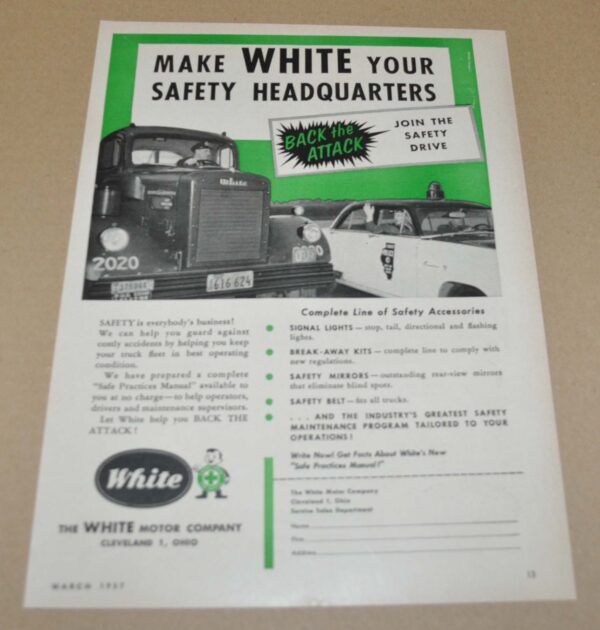 MAKE WHITE YOUR
SAFETY HEADQUARTERS
BACK the
ATTACK
JOIN THE
SAFETY
DRIVE
White
2020
1616 624
Complete Line of Safety Accessories
SAFETY is everybody's business!
We can help you guard against
costly accidents by helping you keep
your truck fleet in best operating
condition.
We have prepared a complete
"Safe Practices Manual" available to
you at no charge—to help operators,
drivers and maintenance supervisors.
Let White help you BACK THE
ATTACK!
SIGNAL LIGHTS — stop, tail, directional and flashing
lights.
BREAK-AWAY KITS — complete line to comply with
new regulations.
SAFETY MIRRORS — outstanding rear-view mirrors
that eliminate blind spots.
SAFETY BELT — fits all trucks.
. . . AND THE INDUSTRY'S GREATEST SAFETY
MAINTENANCE PROGRAM TAILORED TO YOUR
OPERATIONS!
Write Now! Get Facts About White's New
"Safe Practices Manual!"
White
THE WHITE MOTOR COMPANY
CLEVELAND 1, OHIO
The White Motor Company
Cleveland 1, Ohio
Service Sales Department
Name
Firm
Address
MARCH 1957
13